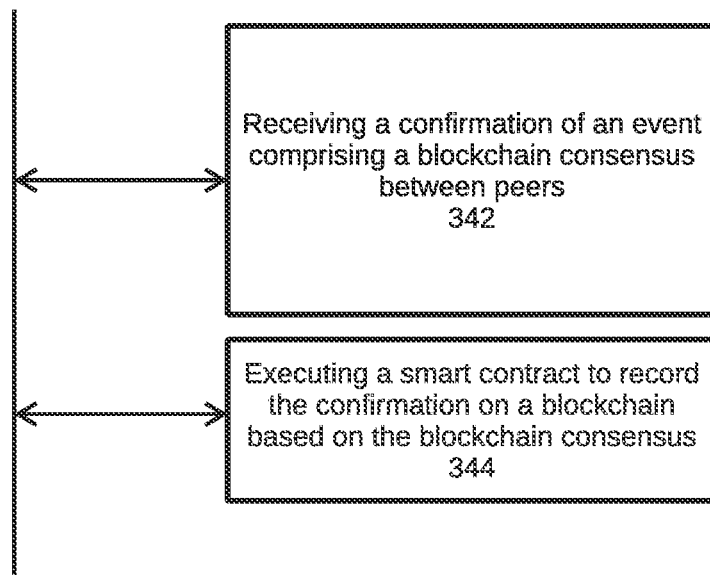 Receiving a confirmation of an event
comprising a blockchain consensus
between peers
342
Executing a smart contract to record
the confirmation on a blockchain
based on the blockchain consensus
344